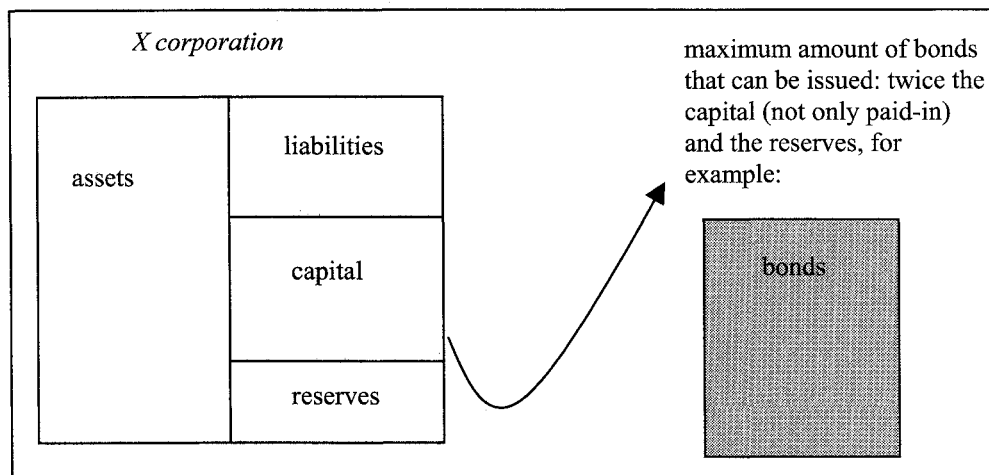 X corporation
assets
liabilities
capital
reserves
maximum amount of bonds
that can be issued: twice the
capital (not only paid-in)
and the reserves, for
example:
bonds